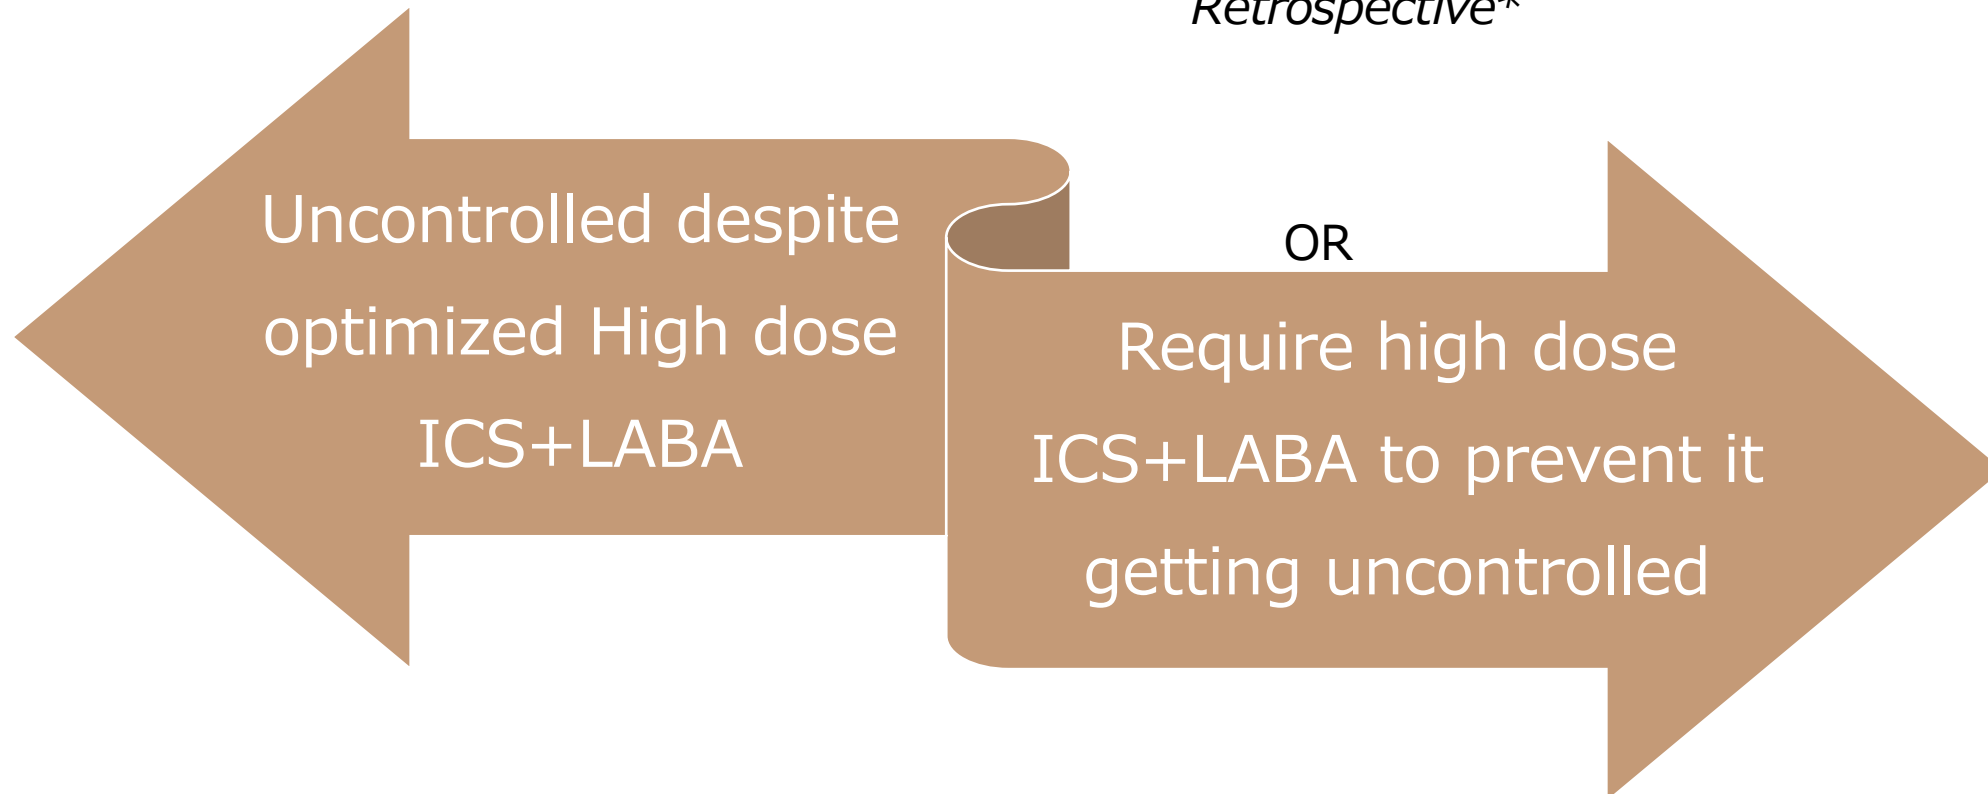 Retrospective*
Uncontrolled despite
optimized High dose
ICS+LABA
OR
Require high dose
ICS+LABA to prevent it
getting uncontrolled